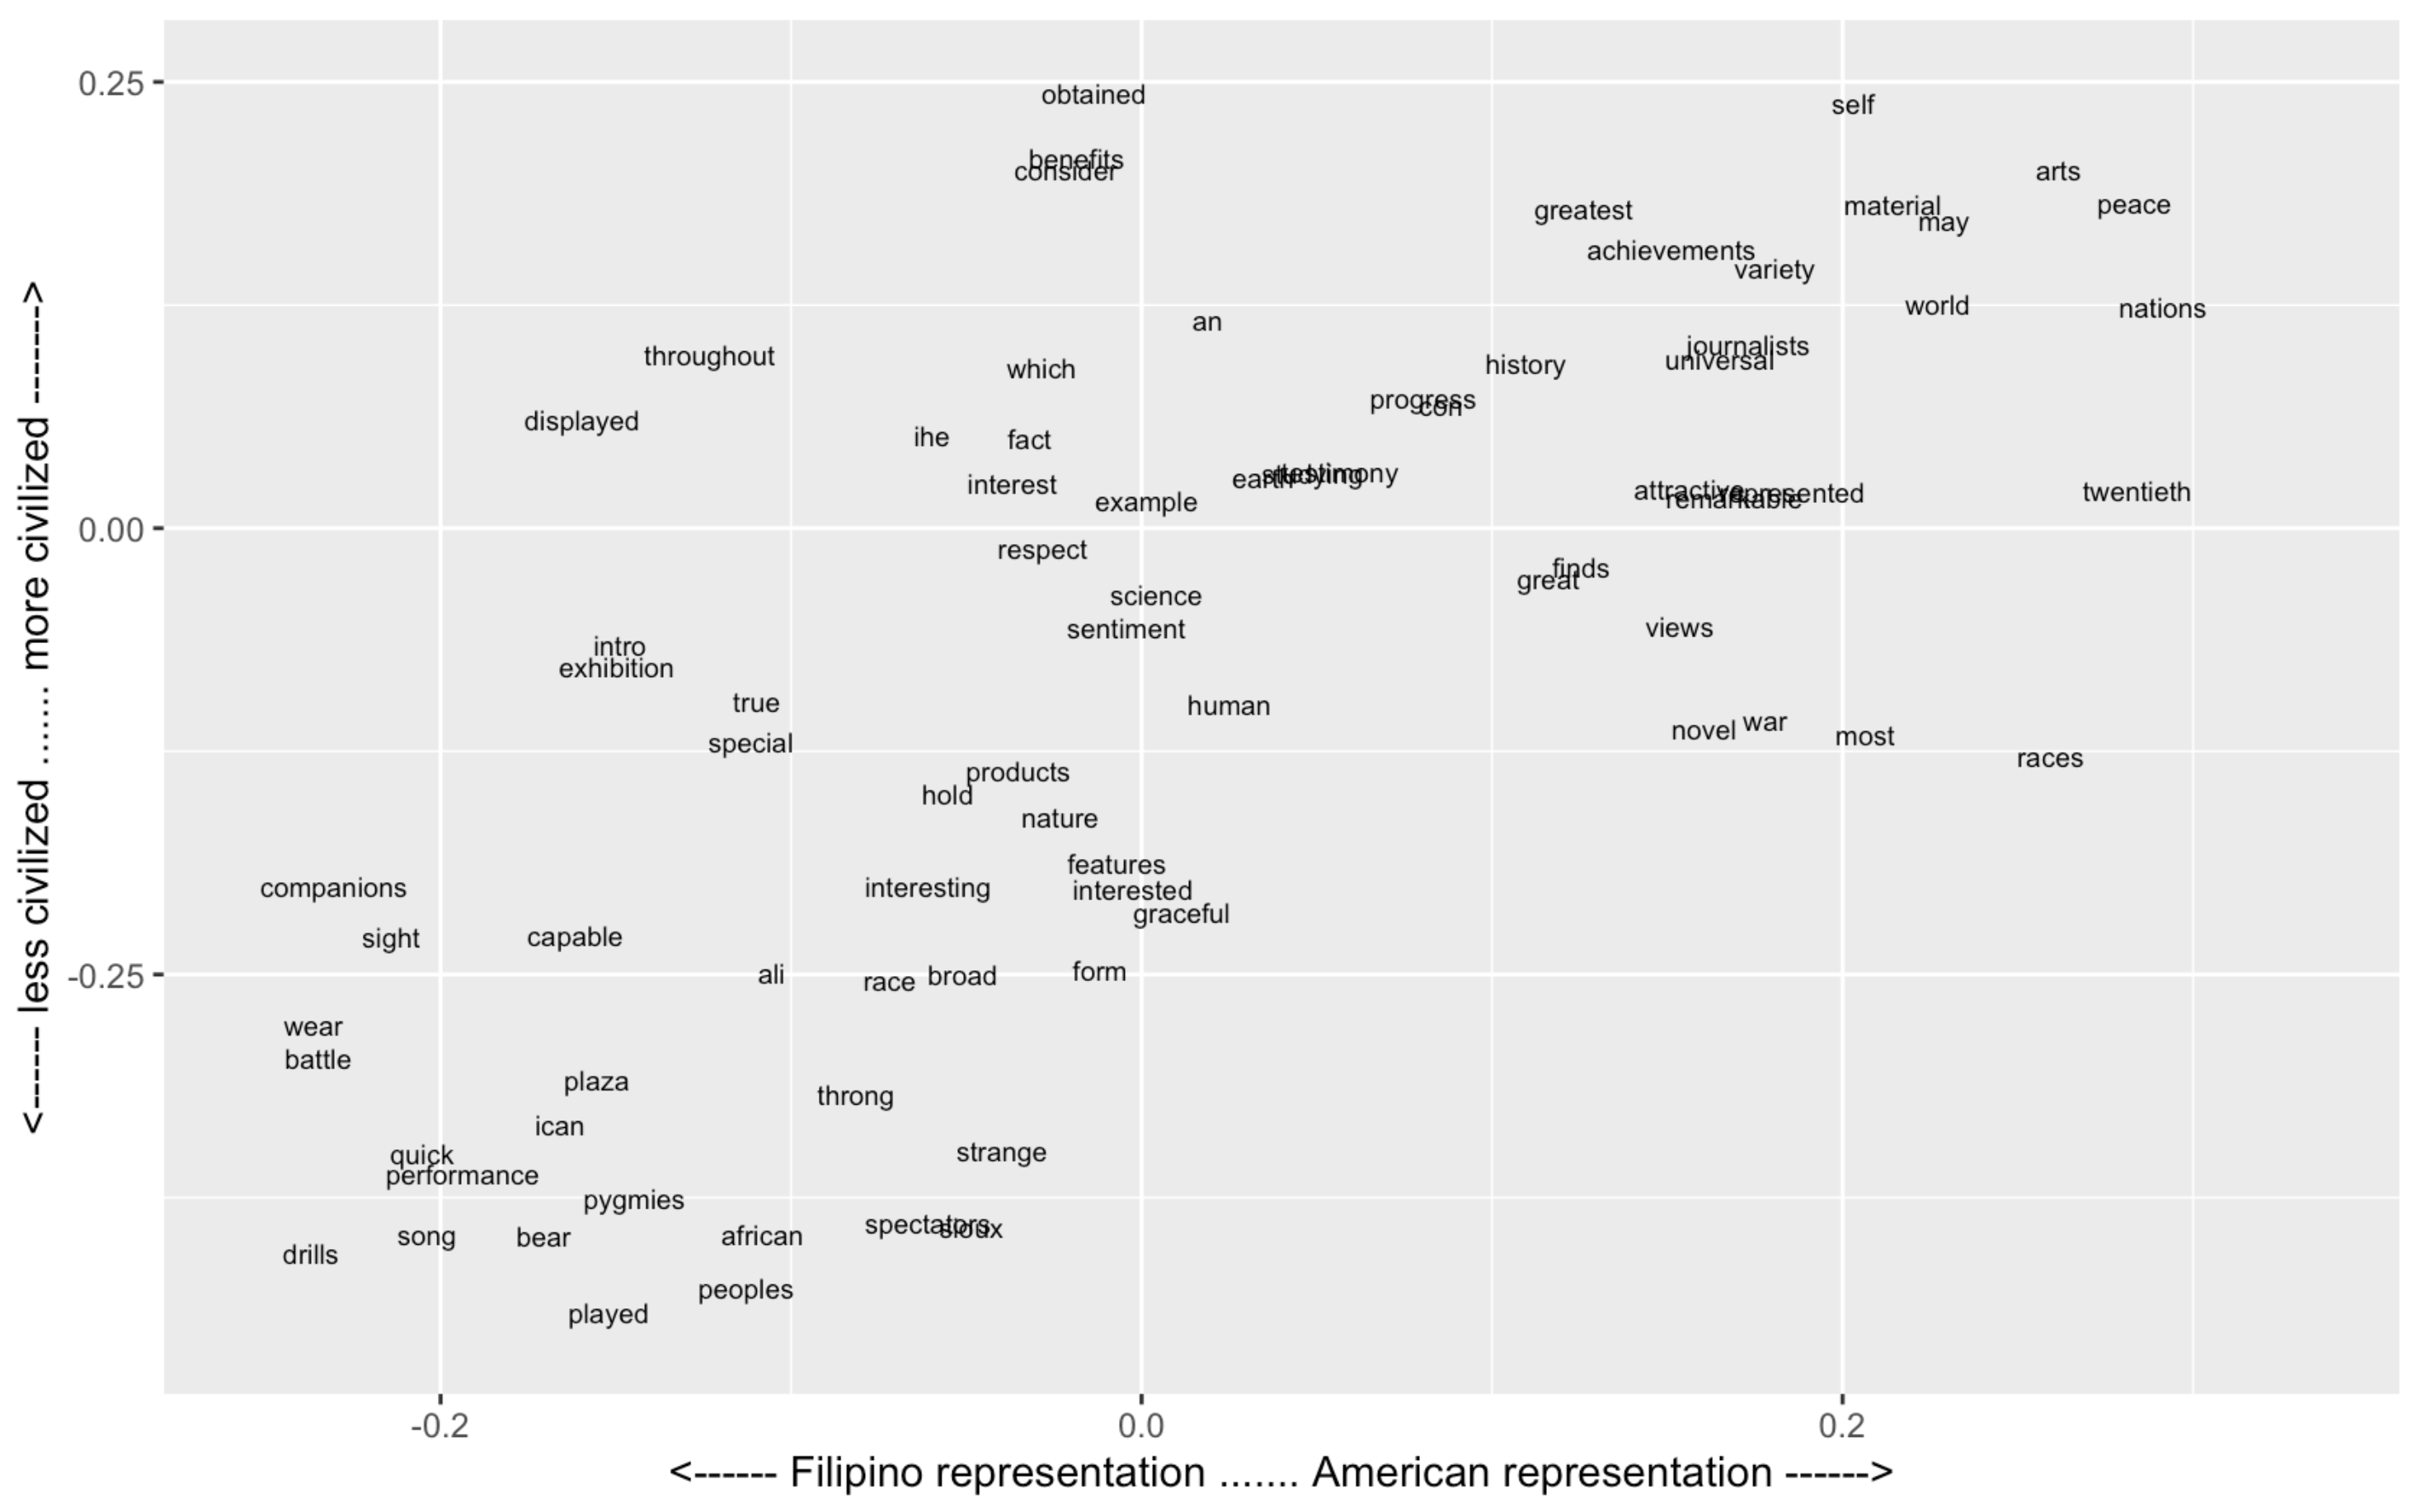 0.25
obtained
self
benefits
consider
arts
greatest
material
may
peace
achievements
variety
world
nations
an
throughout
which
journalists
universal
history
progress
con
displayed
ihe
fact
interest
earth
studying
testimony
example
attractive
remarkable
represented
twentieth
0.00
respect
finds
great
science
sentiment
views
intro
exhibition
true
human
special
novel
war
most
races
products
hold
nature
features
companions
interesting
interested
graceful
sight
capable
-0.25
ali
race
broad
form
wear
battle
plaza
throng
ican
quick
performance
strange
pygmies
song
bear
african
spectators
sioux
drills
peoples
played
-0.2
0.0
0.2
<------ Filipino representation ....... American representation ------>
<------- less civilized ........ more civilized -------->